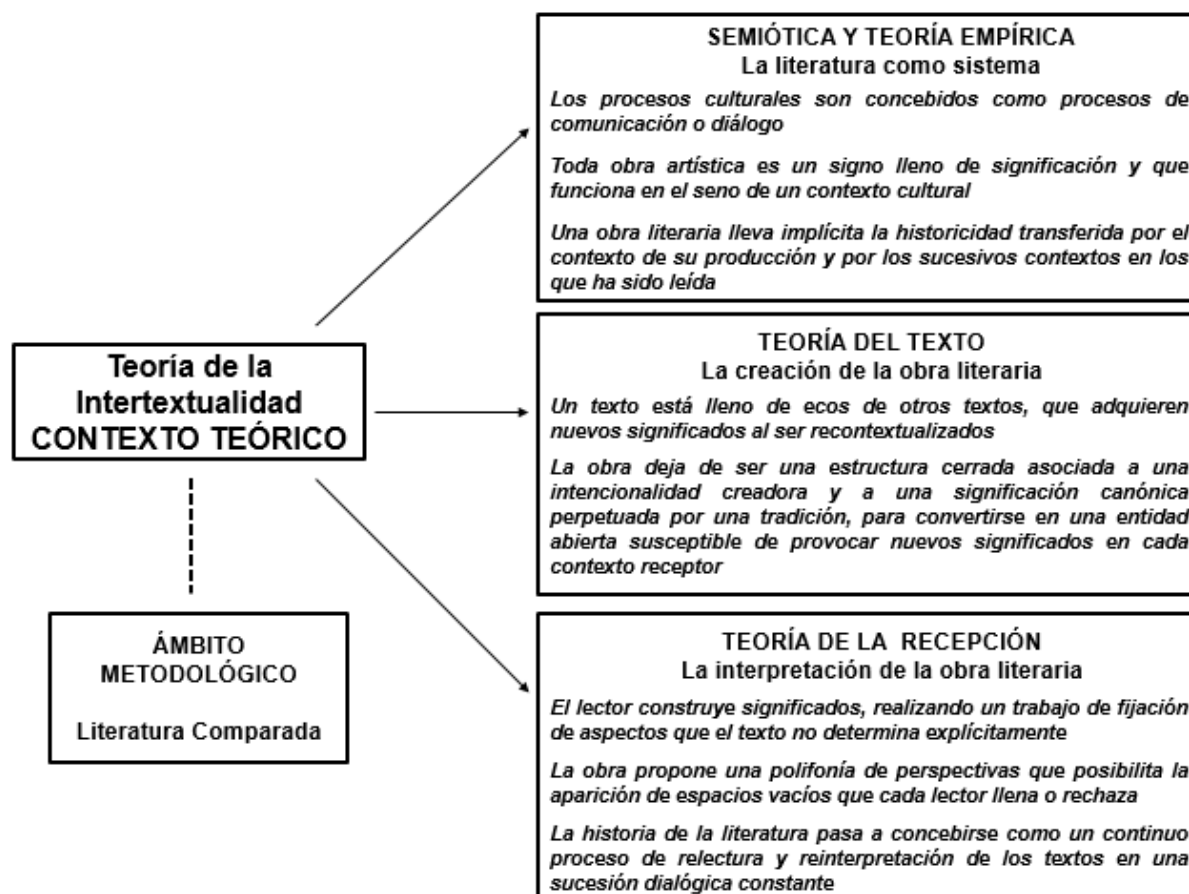 SEMIÓTICA Y TEORÍA EMPÍRICA
La literatura como sistema
Los procesos culturales son concebidos como procesos de
comunicación o diálogo
Toda obra artística es un signo lleno de significación y que
funciona en el seno de un contexto cultural
Una obra literaria lleva implícita la historicidad transferida por el
contexto de su producción y por los sucesivos contextos en los
que ha sido leída
Teoría de la
Intertextualidad
CONTEXTO TEÓRICO
TEORÍA DEL TEXTO
La creación de la obra literaria
Un texto está lleno de ecos de otros textos, que adquieren
nuevos significados al ser recontextualizados
La obra deja de ser una estructura cerrada asociada a una
intencionalidad creadora y a una significación canónica
perpetuada por una tradición, para convertirse en una entidad
abierta susceptible de provocar nuevos significados en cada
contexto receptor
ÁMBITO
METODOLÓGICO
Literatura Comparada
TEORÍA DE LA RECEPCIÓN
La interpretación de la obra literaria
El lector construye significados, realizando un trabajo de fijación
de aspectos que el texto no determina explícitamente
La obra propone una polifonía de perspectivas que posibilita la
aparición de espacios vacíos que cada lector llena o rechaza
La historia de la literatura pasa a concebirse como un continuo
proceso de relectura y reinterpretación de los textos en una
sucesión dialógica constante